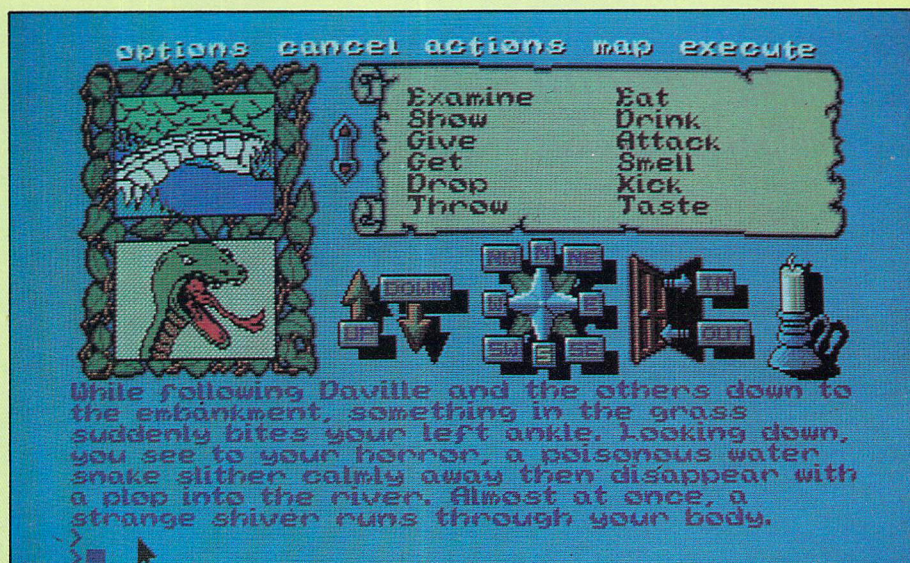 options cancel actions map execute
Examine Eat
Show Drink
Give Attack
Get Smell
Drop Kick
Throw Taste
NW N NE
UP DOWN W E IN
SW S SE OUT
While following Daville and the others down to
the embankment, something in the grass
suddenly bites your left ankle. Looking down,
you see to your horror, a poisonous water
snake slither calmly away then disappear with
a plop into the river. Almost at once, a
strange shiver runs through your body.
>
>